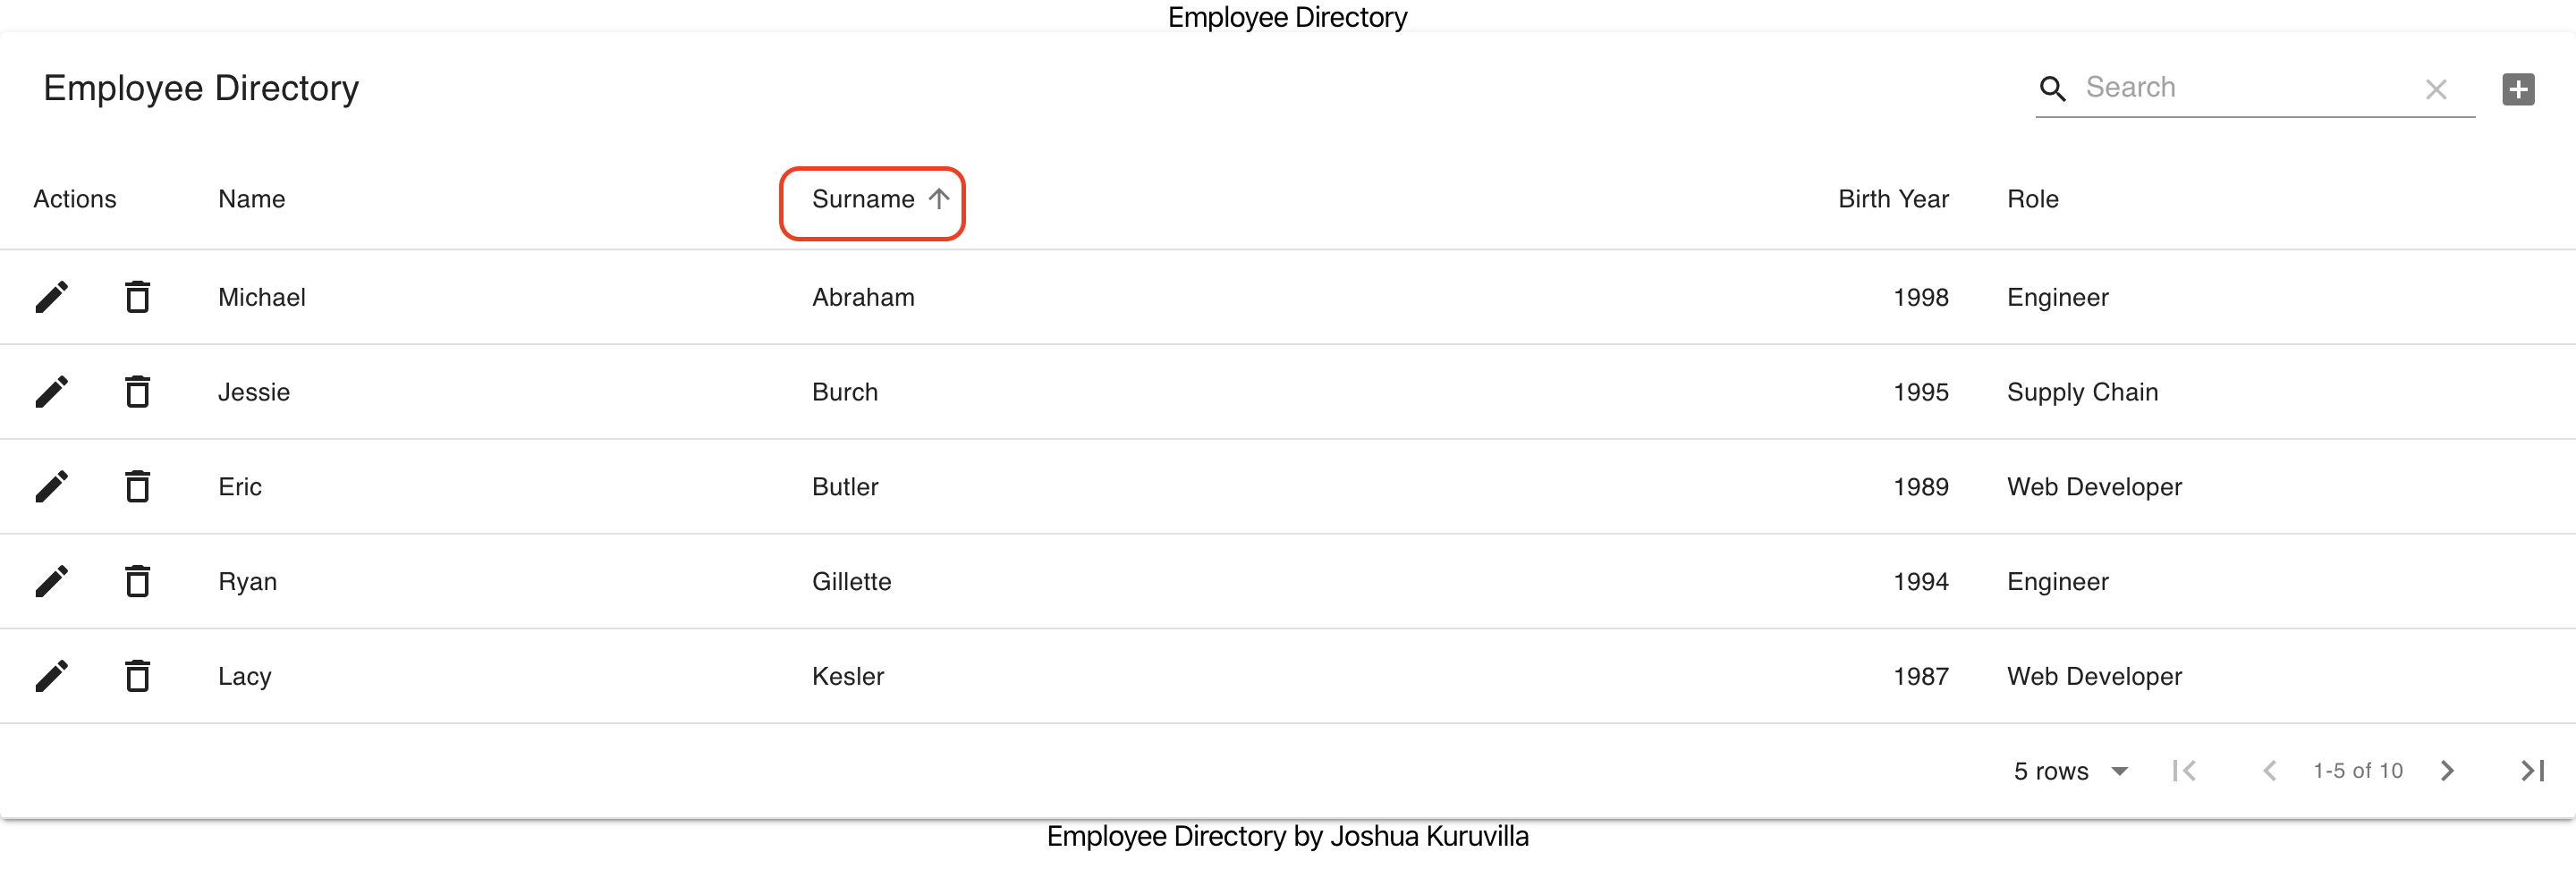 Employee Directory
Employee Directory
Search
Actions Name Surname Birth Year Role
Michael Abraham 1998 Engineer
Jessie Burch 1995 Supply Chain
Eric Butler 1989 Web Developer
Ryan Gillette 1994 Engineer
Lacy Kesler 1987 Web Developer
5 rows 1-5 of 10
Employee Directory by Joshua Kuruvilla